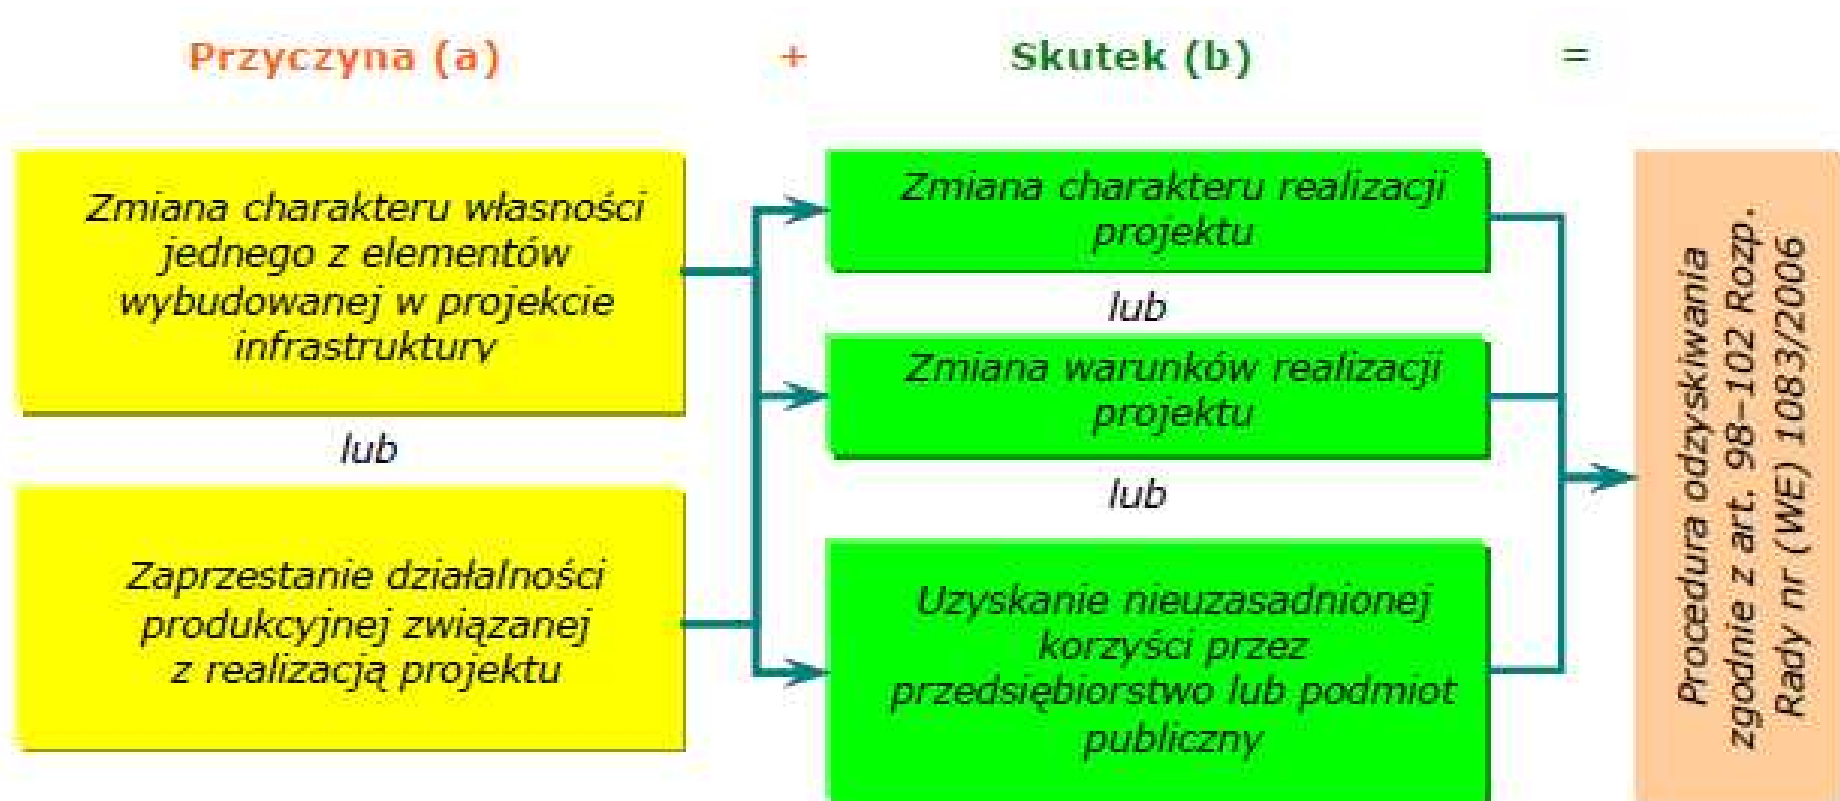 Przyczyna (a) + Skutek (b) =
Zmiana charakteru własności
jednego z elementów
wybudowanej w projekcie
infrastruktury
lub
Zaprzestanie działalności
produkcyjnej związanej
z realizacją projektu
Zmiana charakteru realizacji
projektu
lub
Zmiana warunków realizacji
projektu
lub
Uzyskanie nieuzasadnionej
korzyści przez
przedsiębiorstwo lub podmiot
publiczny
Procedura odzyskiwania
zgodnie z art. 98–102 Rozp.
Rady nr (WE) 1083/2006